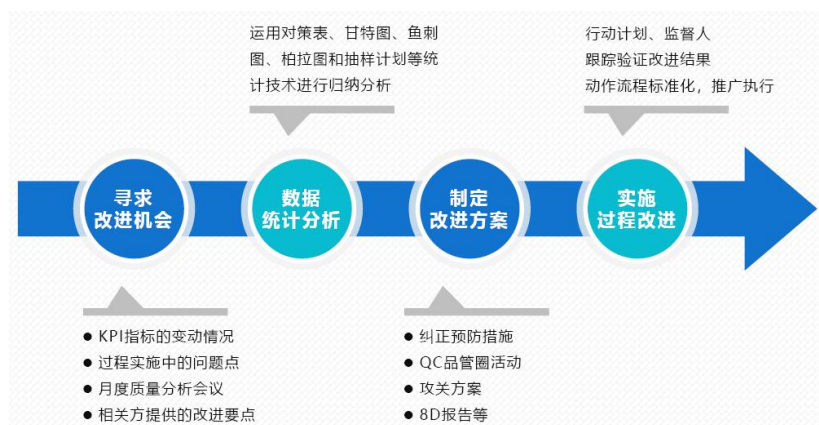 运用对策表、甘特图、鱼刺
图、柏拉图和抽样计划等统
计技术进行归纳分析
行动计划、监督人
跟踪验证改进结果
动作流程标准化，推广执行
寻求
改进机会
数据
统计分析
制定
改进方案
实施
过程改进
● KPI指标的变动情况
● 过程实施中的问题点
● 月度质量分析会议
● 相关方提供的改进要点
● 纠正预防措施
● QC品管圈活动
● 攻关方案
● 8D报告等